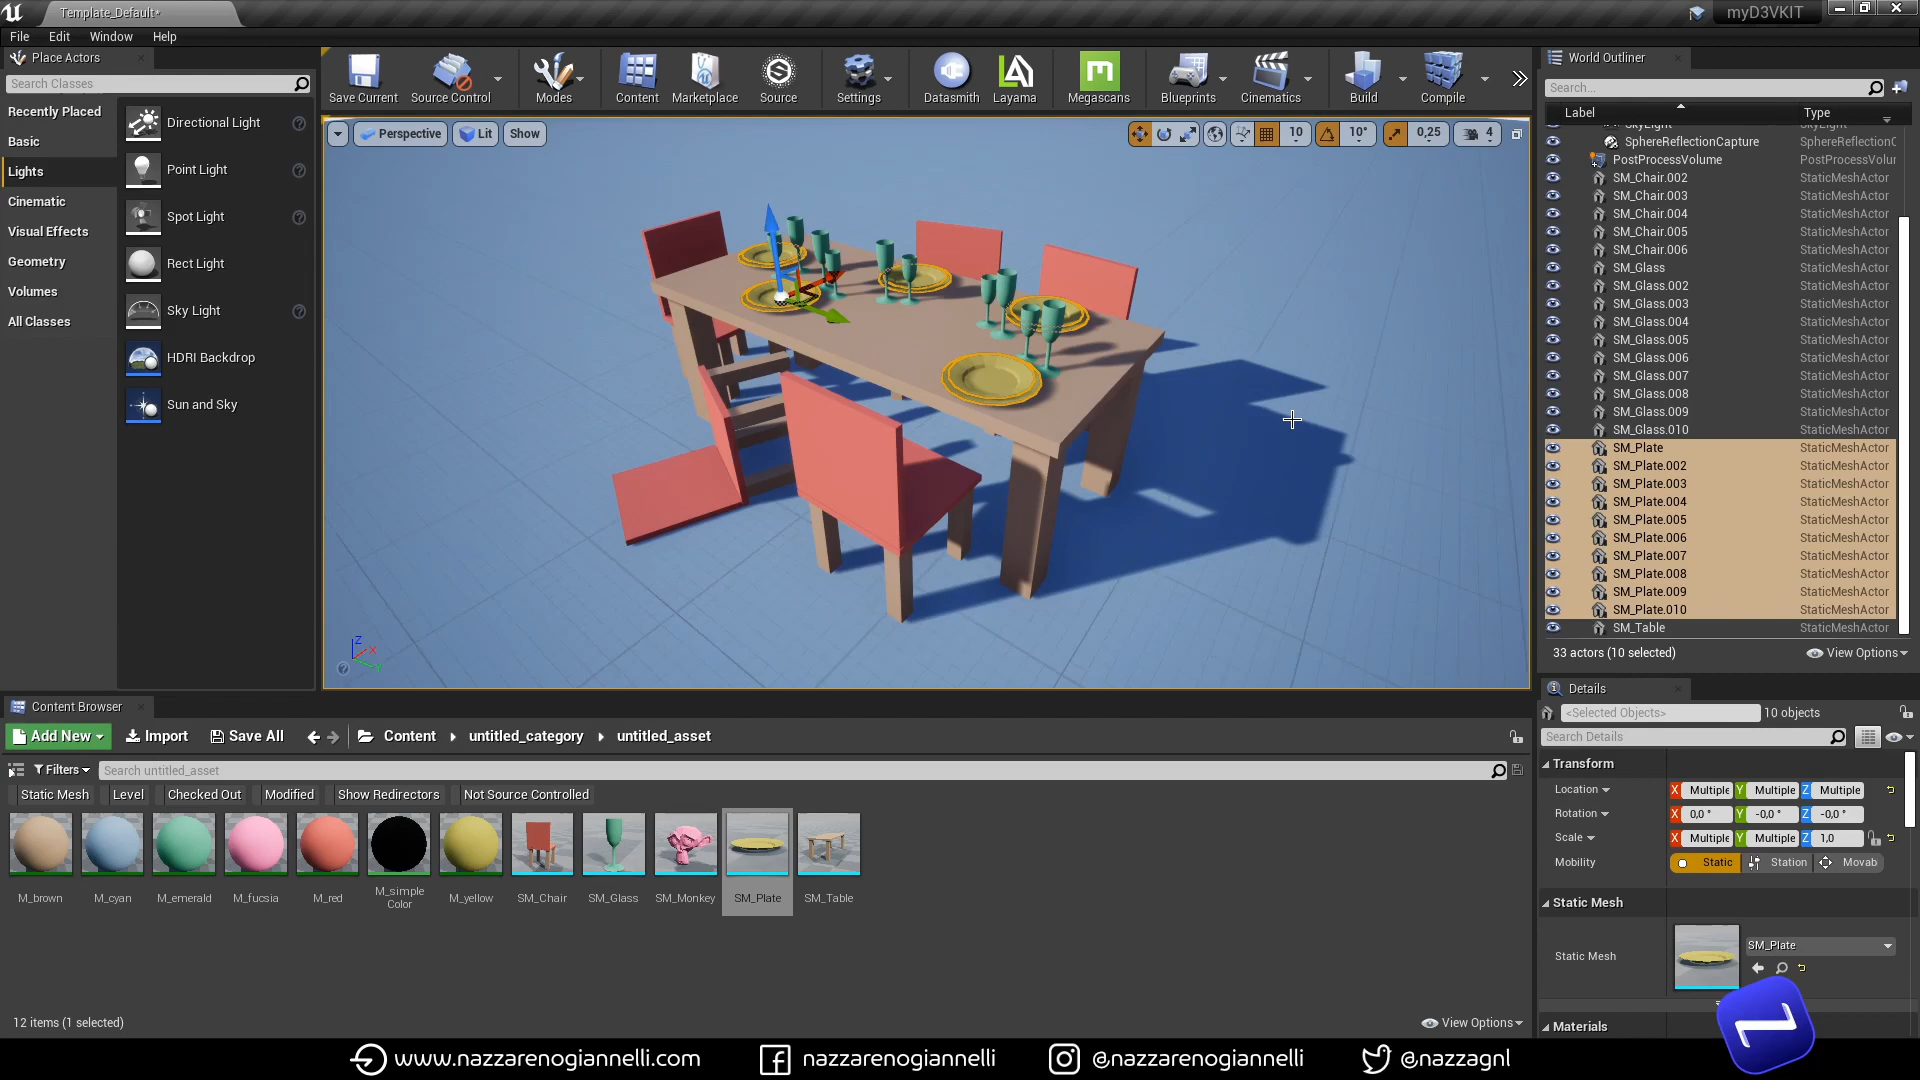 Template_Default*
myD3VKIT
File Edit Window Help
Place Actors
Search Classes
Recently Placed
Basic
Lights
Cinematic
Visual Effects
Geometry
Volumes
All Classes
Directional Light
Point Light
Spot Light
Rect Light
Sky Light
HDRI Backdrop
Sun and Sky
Save Current Source Control Modes Content Marketplace Source Settings Datasmith Layama Megascans Blueprints Cinematics Build Compile
Perspective Lit Show
10 10° 0,25 4
Z
X
Y
World Outliner
Search...
Label Type
SkyLight SkyLight
SphereReflectionCapture SphereReflectionC
PostProcessVolume PostProcessVolur
SM_Chair.002 StaticMeshActor
SM_Chair.003 StaticMeshActor
SM_Chair.004 StaticMeshActor
SM_Chair.005 StaticMeshActor
SM_Chair.006 StaticMeshActor
SM_Glass StaticMeshActor
SM_Glass.002 StaticMeshActor
SM_Glass.003 StaticMeshActor
SM_Glass.004 StaticMeshActor
SM_Glass.005 StaticMeshActor
SM_Glass.006 StaticMeshActor
SM_Glass.007 StaticMeshActor
SM_Glass.008 StaticMeshActor
SM_Glass.009 StaticMeshActor
SM_Glass.010 StaticMeshActor
SM_Plate StaticMeshActor
SM_Plate.002 StaticMeshActor
SM_Plate.003 StaticMeshActor
SM_Plate.004 StaticMeshActor
SM_Plate.005 StaticMeshActor
SM_Plate.006 StaticMeshActor
SM_Plate.007 StaticMeshActor
SM_Plate.008 StaticMeshActor
SM_Plate.009 StaticMeshActor
SM_Plate.010 StaticMeshActor
SM_Table StaticMeshActor
33 actors (10 selected) View Options
Details
<Selected Objects> 10 objects
Search Details
Transform
Location X Multiple Y Multiple Z Multiple
Rotation X 0,0 ° Y -0,0 ° Z -0,0 °
Scale X Multiple Y Multiple Z 1,0
Mobility Static Station Movab
Static Mesh
Static Mesh SM_Plate
Materials
Content Browser
Add New Import Save All Content untitled_category untitled_asset
Filters Search untitled_asset
Static Mesh Level Checked Out Modified Show Redirectors Not Source Controlled
M_brown M_cyan M_emerald M_fucsia M_red M_simple Color M_yellow SM_Chair SM_Glass SM_Monkey SM_Plate SM_Table
12 items (1 selected) View Options
www.nazzarenogiannelli.com nazzarenogiannelli @nazzarenogiannelli @nazzagnl